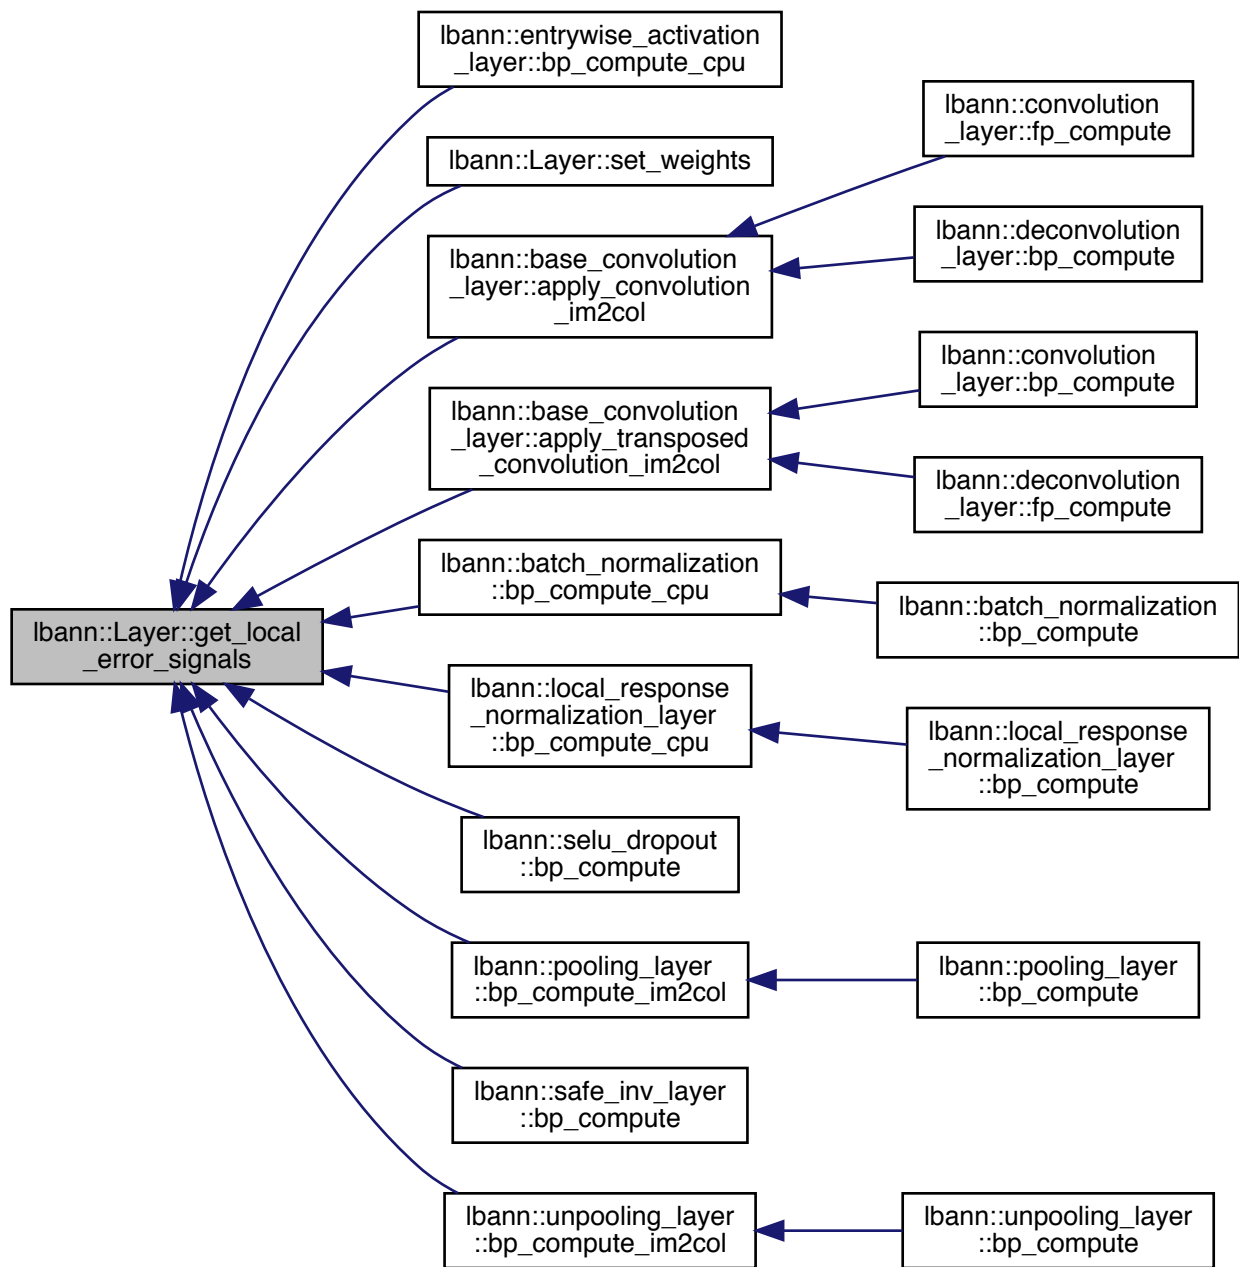 lbann::entrywise_activation
_layer::bp_compute_cpu
lbann::Layer::set_weights
lbann::base_convolution
_layer::apply_convolution
_im2col
lbann::convolution
_layer::fp_compute
lbann::deconvolution
_layer::bp_compute
lbann::base_convolution
_layer::apply_transposed
_convolution_im2col
lbann::convolution
_layer::bp_compute
lbann::deconvolution
_layer::fp_compute
lbann::Layer::get_local
_error_signals
lbann::batch_normalization
::bp_compute_cpu
lbann::batch_normalization
::bp_compute
lbann::local_response
_normalization_layer
::bp_compute_cpu
lbann::local_response
_normalization_layer
::bp_compute
lbann::selu_dropout
::bp_compute
lbann::pooling_layer
::bp_compute_im2col
lbann::pooling_layer
::bp_compute
lbann::safe_inv_layer
::bp_compute
lbann::unpooling_layer
::bp_compute_im2col
lbann::unpooling_layer
::bp_compute